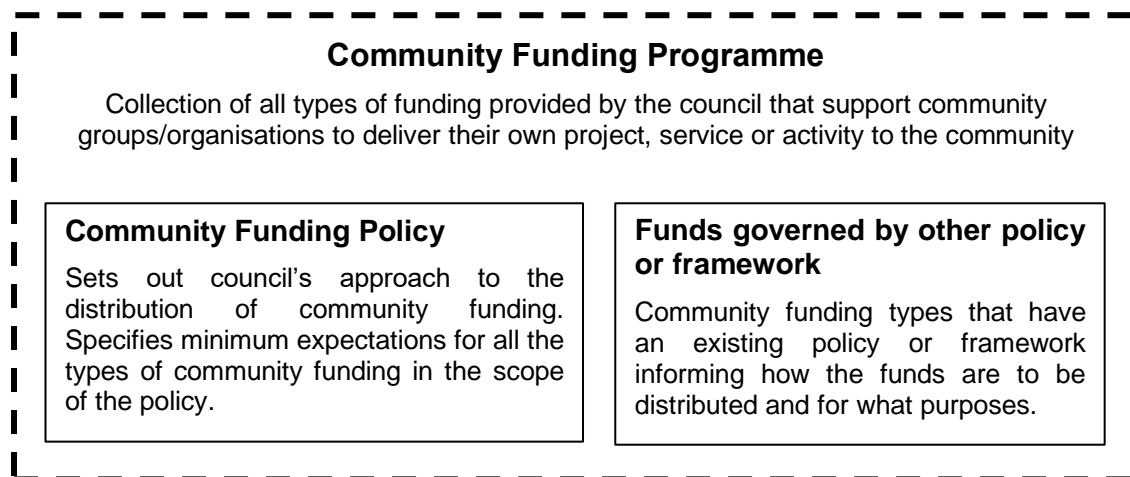 Community Funding Programme
Collection of all types of funding provided by the council that support community
groups/organisations to deliver their own project, service or activity to the community
Community Funding Policy
Sets out council's approach to the
distribution of community funding.
Specifies minimum expectations for all the
types of community funding in the scope
of the policy.
Funds governed by other policy
or framework
Community funding types that have
an existing policy or framework
informing how the funds are to be
distributed and for what purposes.